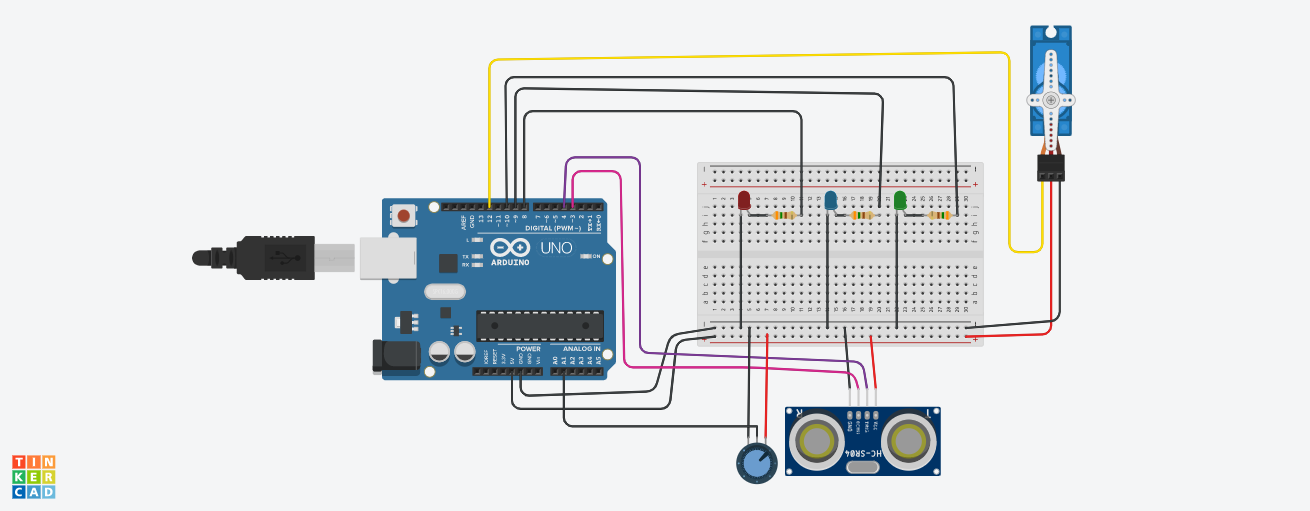 AREF
GND
13
12
~11
~10
~9
8
7
~6
~5
4
~3
2
TX→1
RX←0
DIGITAL (PWM~)
L
TX
RX
UNO
ARDUINO
ON
POWER
ANALOG IN
IOREF
RESET
3.3V
5V
GND
GND
Vin
A0
A1
A2
A3
A4
A5
HC-SR04
GND
ECHO
TRIG
VCC
R
T
TIN
KER
CAD